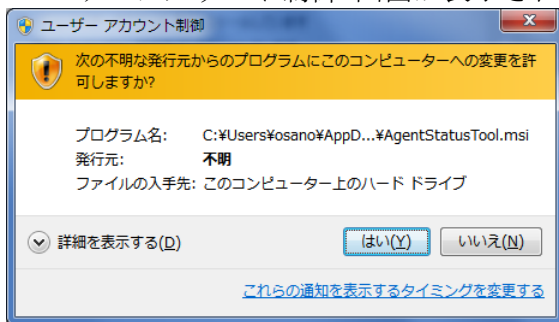 ユーザー アカウント制御
次の不明な発行元からのプログラムにこのコンピューターへの変更を許
可しますか?
プログラム名: C:¥Users¥osano¥AppD...¥AgentStatusTool.msi
発行元: 不明
ファイルの入手先: このコンピューター上のハード ドライブ
詳細を表示する(D) はい(Y) いいえ(N)
これらの通知を表示するタイミングを変更する